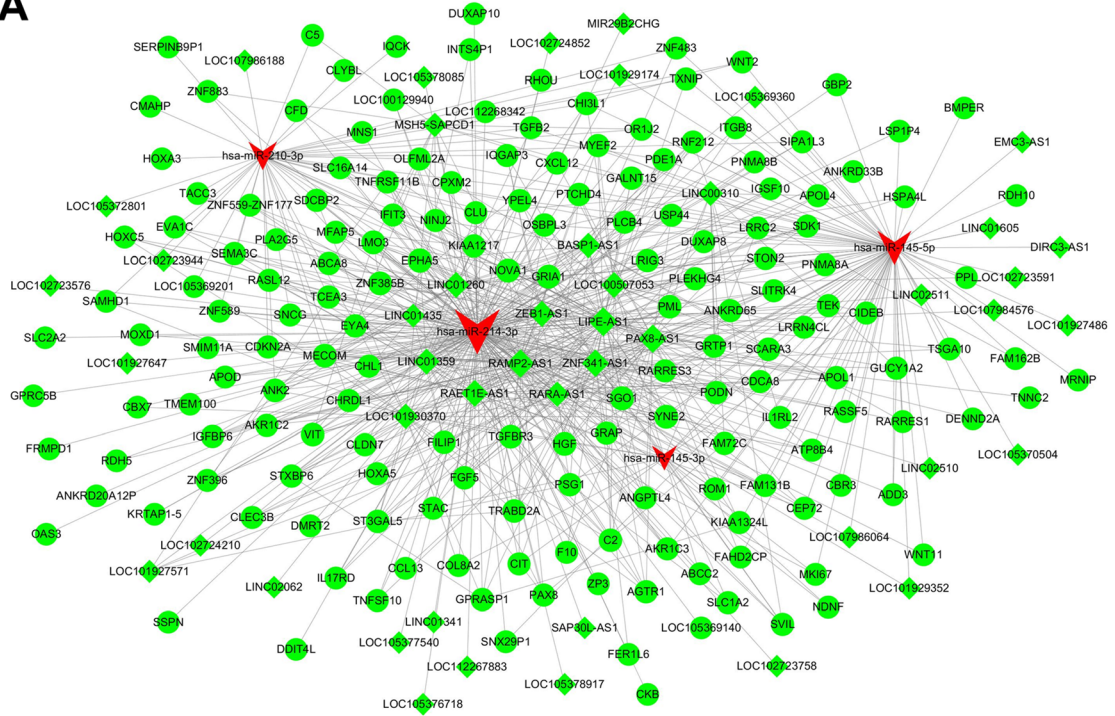 A
DUXAP10
MIR29B2CHG
C5
SERPINB9P1
IQCK
INTS4P1
LOC102724852
ZNF483
LOC107986188
WNT2
CLYBL
LOC105378085
RHOU
LOC101929174
TXNIP
GBP2
ZNF883
LOC100129940
CHI3L1
LOC105369360
CMAHP
CFD
LOC112268342
BMPER
MNS1
MSH5-SAPCD1
TGFB2
OR1J2
ITGB8
LSP1P4
EMC3-AS1
MYEF2
RNF212
SIPA1L3
HOXA3
hsa-miR-210-3p
OLFML2A
IQGAP3
CXCL12
PDE1A
PNMA8B
SLC16A14
ANKRD33B
TNFRSF11B
CPXM2
GALNT15
TACC3
SDCBP2
YPEL4
PTCHD4
LINC00310
IGSF10
APOL4
HSPA4L
RDH10
LOC105372801
ZNF559-ZNF177
IFIT3
NINJ2
CLU
OSBPL3
PLCB4
USP44
EVA1C
MFAP5
LRRC2
SDK1
LINC01605
HOXC5
PLA2G5
LMO3
KIAA1217
BASP1-AS1
DUXAP8
hsa-miR-145-5p
DIRC3-AS1
SEMA3C
LOC102723944
ABCA8
EPHA5
LRIG3
STON2
PNMA8A
NOVA1
GRIA1
PLEKHG4
PPL
LOC102723591
LOC102723576
LOC105369201
RASL12
ZNF385B
LINC01260
LOC100507053
SLITRK4
LINC02511
SAMHD1
TCEA3
PML
ANKRD65
TEK
CIDEB
LOC107984576
ZNF589
SNCG
LINC01435
ZEB1-AS1
LIPE-AS1
LOC101927486
SLC2A2
MOXD1
EYA4
hsa-miR-214-3p
PAX8-AS1
LRRN4CL
SMIM11A
CDKN2A
GRTP1
SCARA3
TSGA10
FAM162B
LOC101927647
MECOM
CHL1
LINC01359
RAMP2-AS1
ZNF341-AS1
RARRES3
GUCY1A2
APOD
ANK2
CDCA8
APOL1
MRNIP
GPRC5B
CBX7
TMEM100
CHRDL1
RAET1E-AS1
RARA-AS1
SGO1
PODN
TNNC2
LOC101930370
SYNE2
IL1RL2
RASSF5
RARRES1
DENND2A
AKR1C2
FRMPD1
IGFBP6
VIT
CLDN7
FILIP1
TGFBR3
HGF
GRAP
FAM72C
ATP8B4
LOC105370504
RDH5
hsa-miR-145-3p
LINC02510
ZNF396
STXBP6
HOXA5
FGF5
PSG1
ROM1
FAM131B
CBR3
ADD3
ANKRD20A12P
ANGPTL4
KRTAP1-5
CLEC3B
DMRT2
ST3GAL5
STAC
TRABD2A
KIAA1324L
CEP72
OAS3
LOC102724210
C2
LOC107986064
AKR1C3
FAHD2CP
F10
WNT11
LOC101927571
CCL13
COL8A2
CIT
ABCC2
MKI67
LINC02062
IL17RD
ZP3
AGTR1
LOC101929352
TNFSF10
GPRASP1
PAX8
SLC1A2
NDNF
SSPN
LINC01341
SAP30L-AS1
LOC105369140
SVIL
DDIT4L
LOC105377540
SNX29P1
FER1L6
LOC112267883
LOC102723758
LOC105378917
CKB
LOC105376718